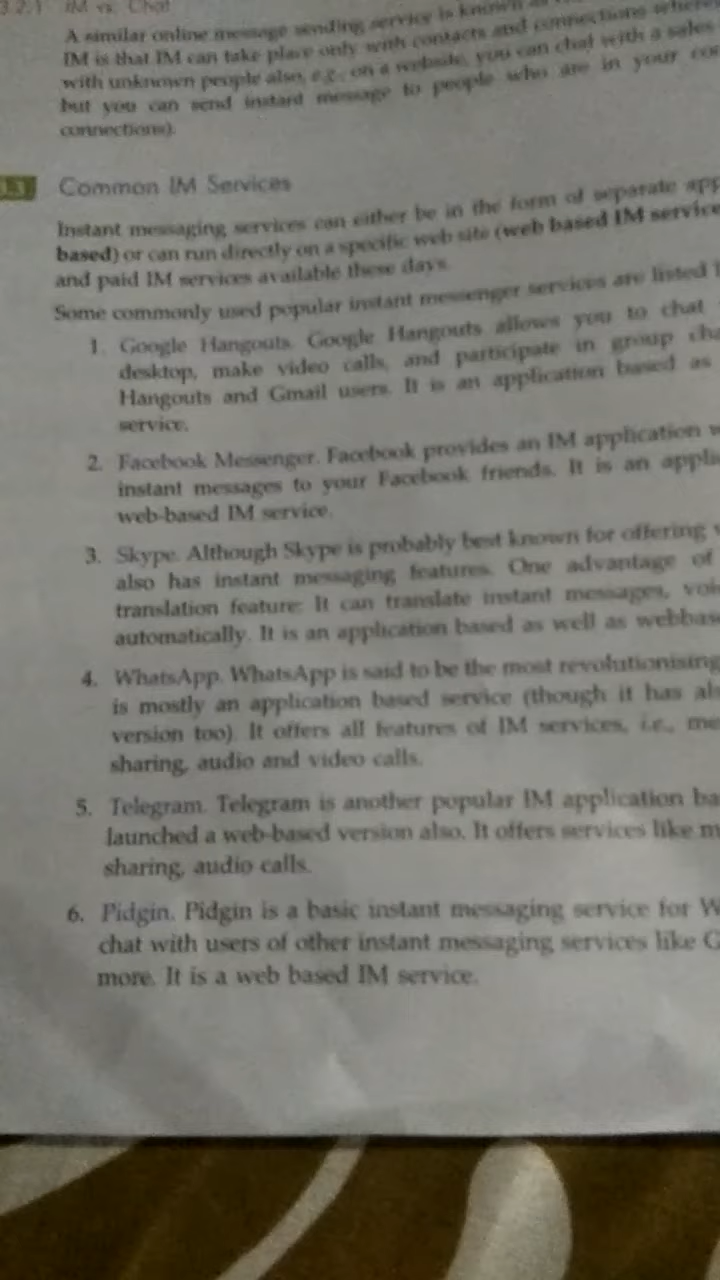 3.2.1 IM vs. Chat
A similar online message sending service is known as
IM is that IM can take place only with contacts and connections where
with unknown people also, e.g., on a website, you can chat with a sales
but you can send instant message to people who are in your
connections).
Common IM Services
Instant messaging services can either be in the form of separate app
based) or can run directly on a specific web site (web based IM service
and paid IM services available these days.
Some commonly used popular instant messenger services are listed
1. Google Hangouts. Google Hangouts allows you to chat
desktop, make video calls, and participate in group cha
Hangouts and Gmail users. It is an application based as
service.
2. Facebook Messenger. Facebook provides an IM application w
instant messages to your Facebook friends. It is an applic
web-based IM service.
3. Skype. Although Skype is probably best known for offering v
also has instant messaging features. One advantage of
translation feature: It can translate instant messages, voi
automatically. It is an application based as well as webbase
4. WhatsApp. WhatsApp is said to be the most revolutionising
is mostly an application based service (though it has als
version too). It offers all features of IM services, i.e., me
sharing, audio and video calls.
5. Telegram. Telegram is another popular IM application ba
launched a web-based version also. It offers services like m
sharing, audio calls.
6. Pidgin. Pidgin is a basic instant messaging service for W
chat with users of other instant messaging services like G
more. It is a web based IM service.